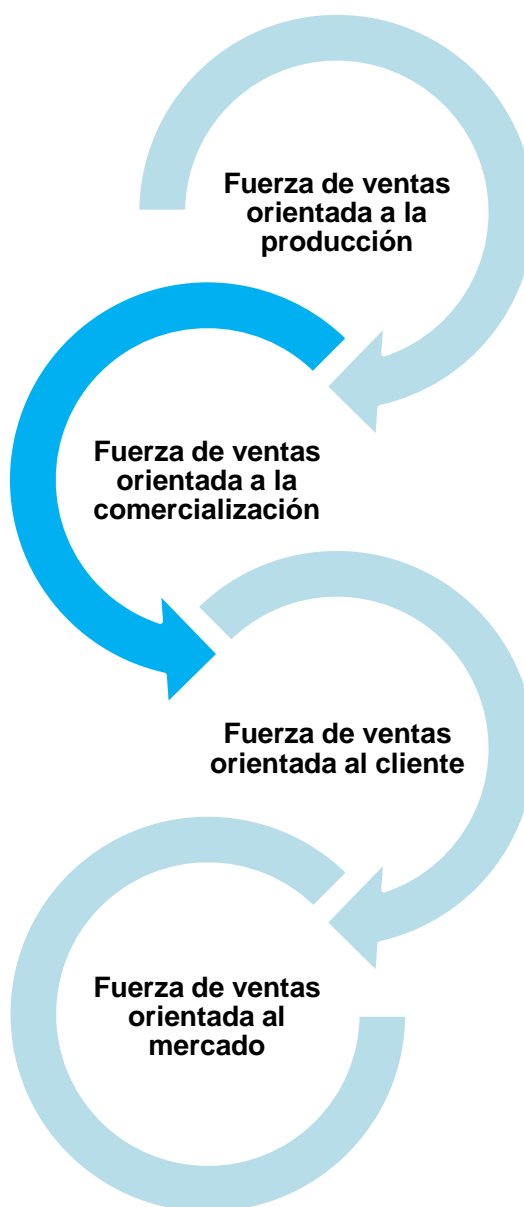 Fuerza de ventas
orientada a la
producción
Fuerza de ventas
orientada a la
comercialización
Fuerza de ventas
orientada al cliente
Fuerza de ventas
orientada al
mercado